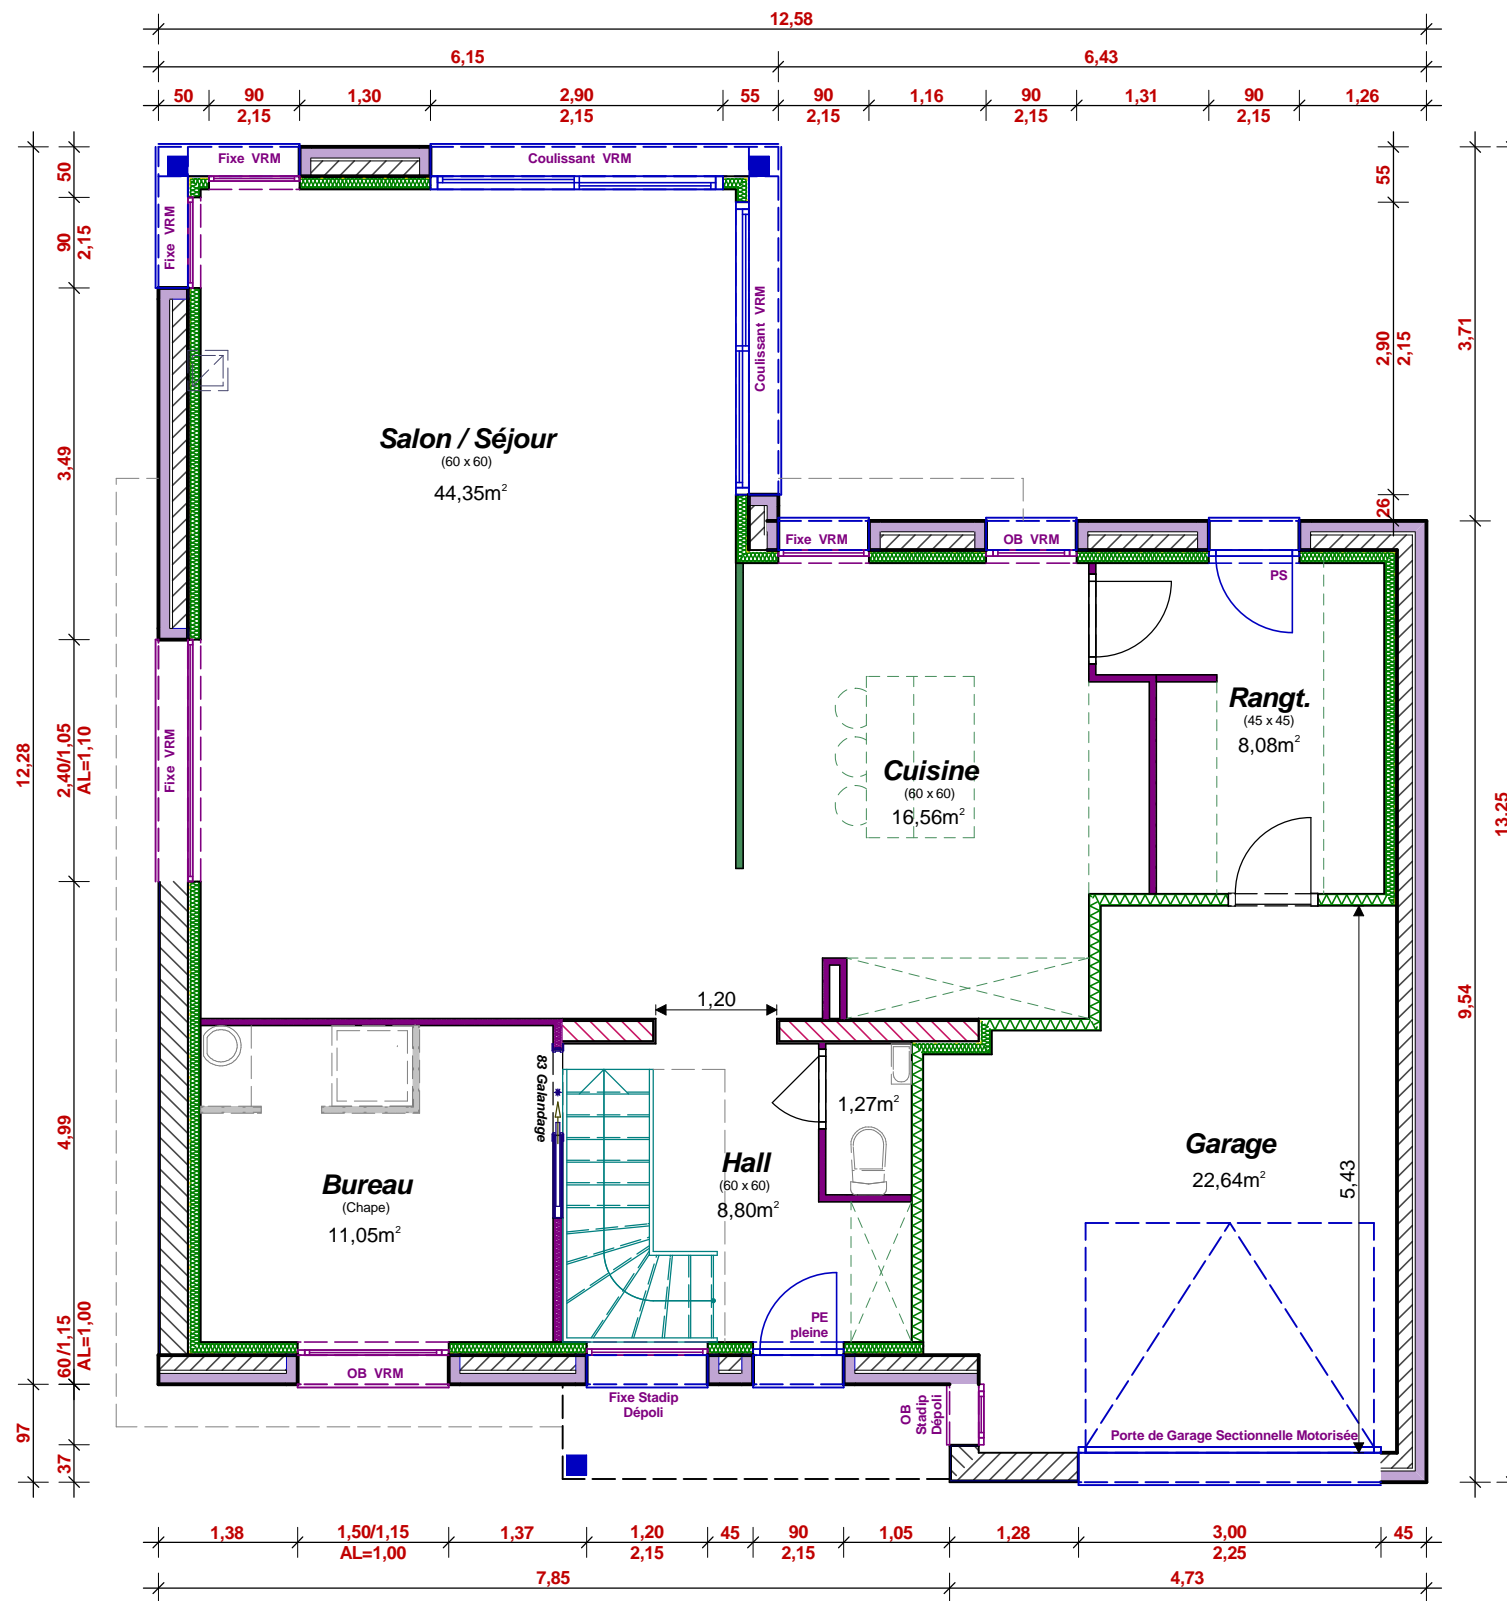 12,58
6,15
6,43
50 90 1,30 2,90 55 90 1,16 90 1,31 90 1,26
2,15 2,15 2,15 2,15 2,15
Fixe VRM
Coulissant VRM
50
90
2,15
3,49
2,40/1,05
AL=1,10
4,99
60/1,15
AL=1,00
37
12,28
97
Fixe VRM
Coulissant VRM
55
2,90
2,15
26
3,71
13,25
9,54
Salon / Séjour
(60 x 60)
44,35m²
Fixe VRM
OB VRM
PS
Fixe VRM
Rangt.
(45 x 45)
8,08m²
Cuisine
(60 x 60)
16,56m²
1,20
83 Galandage
1,27m²
Garage
22,64m²
5,43
Hall
(60 x 60)
8,80m²
Bureau
(Chape)
11,05m²
PE
pleine
OB VRM
Fixe Stadip
Dépoli
OB
Stadip
Dépoli
Porte de Garage Sectionnelle Motorisée
1,38 1,50/1,15 1,37 1,20 45 90 1,05 1,28 3,00 45
AL=1,00 2,15 2,15 2,25
7,85
4,73